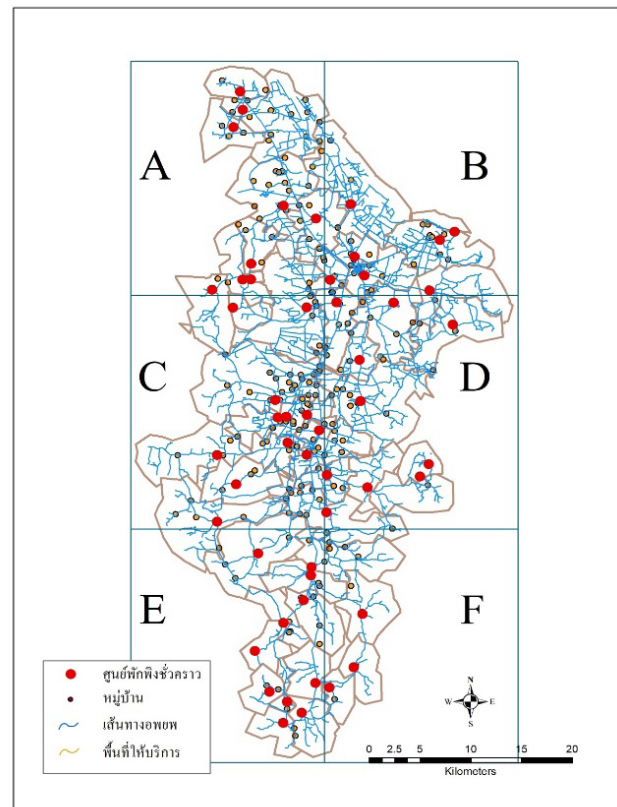 A
B
C
D
E
F
ศูนย์พักพิงชั่วคราว
หมู่บ้าน
เส้นทางอพยพ
พื้นที่ให้บริการ
N
W E
S
0 2.5 5 10 15 20
Kilometers